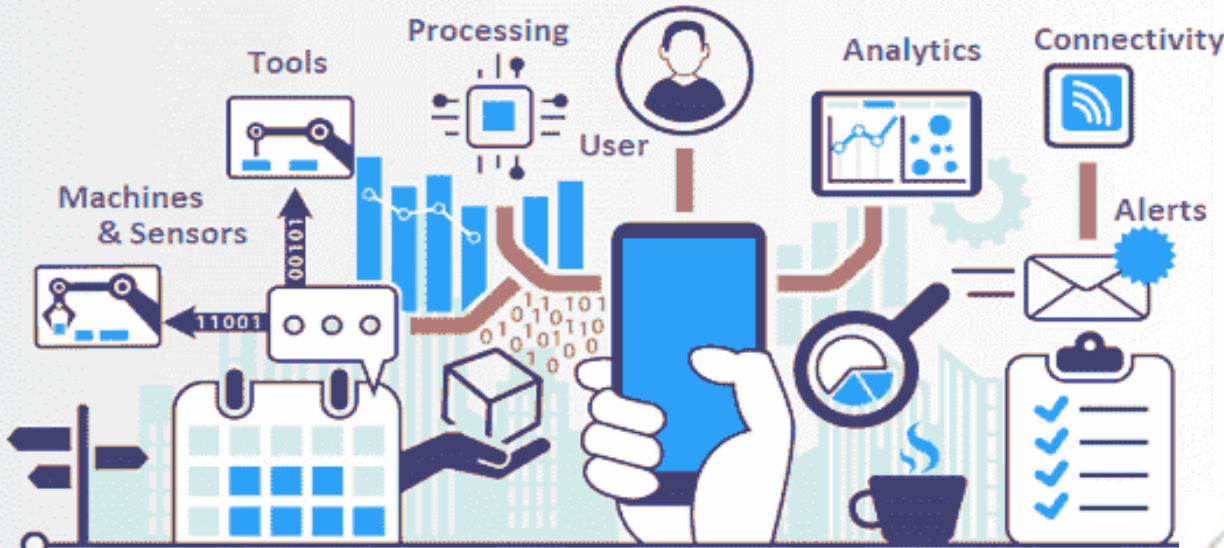 Processing
Tools
User
Analytics
Connectivity
Machines
& Sensors
Alerts
10100
11001